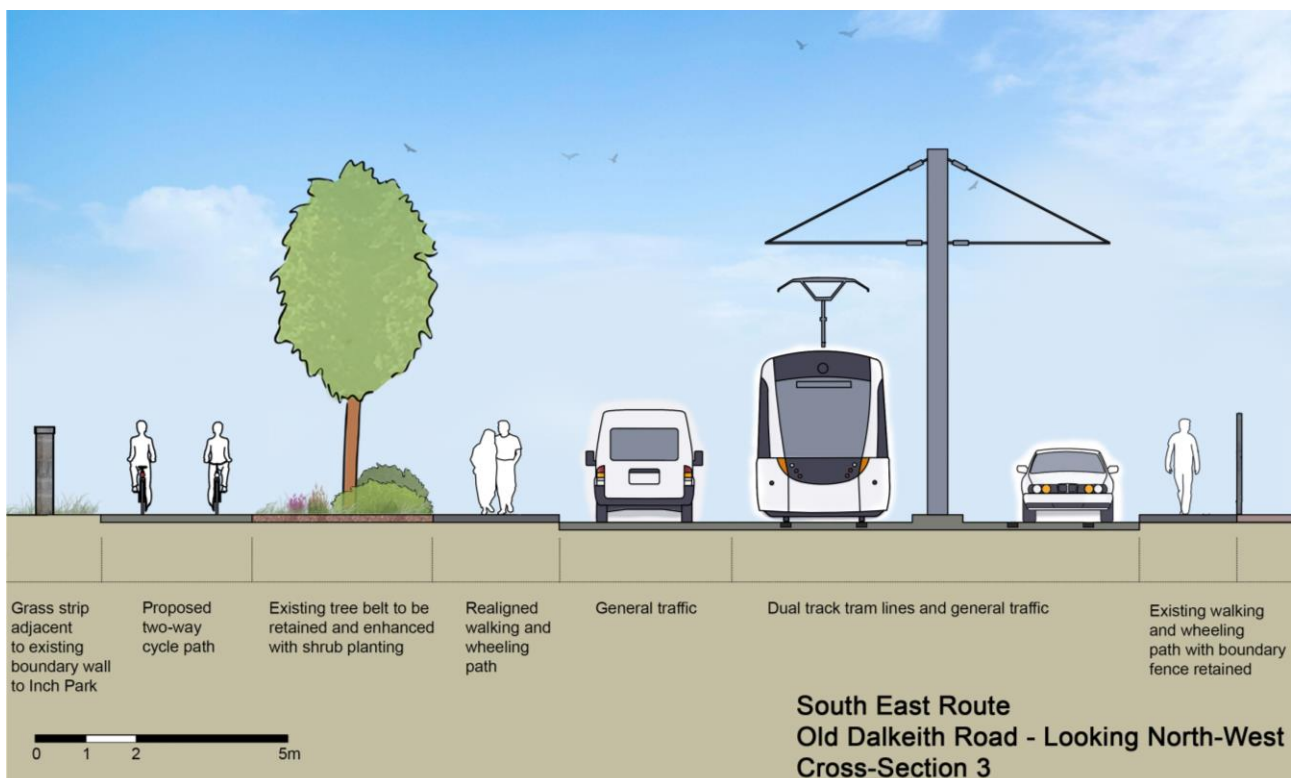 Grass strip
adjacent
to existing
boundary wall
to Inch Park
Proposed
two-way
cycle path
Existing tree belt to be
retained and enhanced
with shrub planting
Realigned
walking and
wheeling
path
General traffic
Dual track tram lines and general traffic
Existing walking
and wheeling
path with boundary
fence retained
0 1 2 5m
South East Route
Old Dalkeith Road - Looking North-West
Cross-Section 3